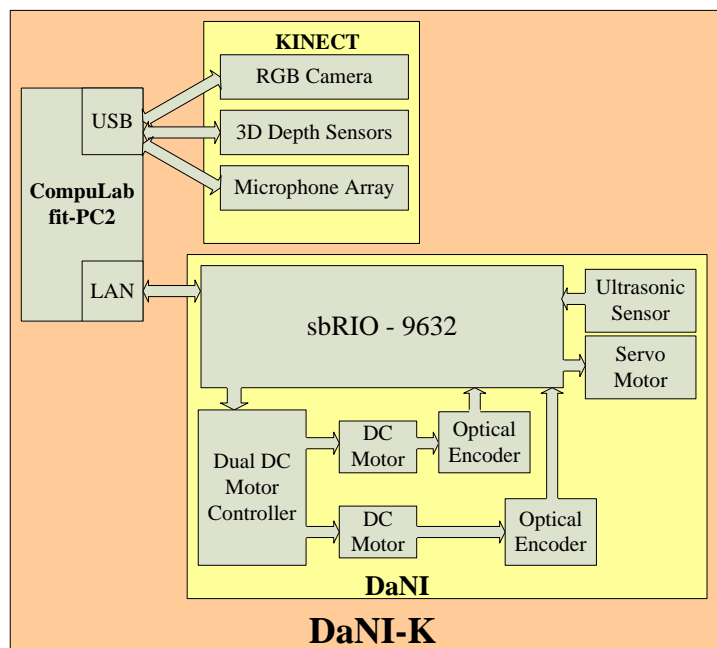 KINECT
RGB Camera
3D Depth Sensors
Microphone Array
USB
CompuLab
fit-PC2
LAN
sbRIO - 9632
Ultrasonic
Sensor
Servo
Motor
Dual DC
Motor
Controller
DC
Motor
Optical
Encoder
DC
Motor
Optical
Encoder
DaNI
DaNI-K